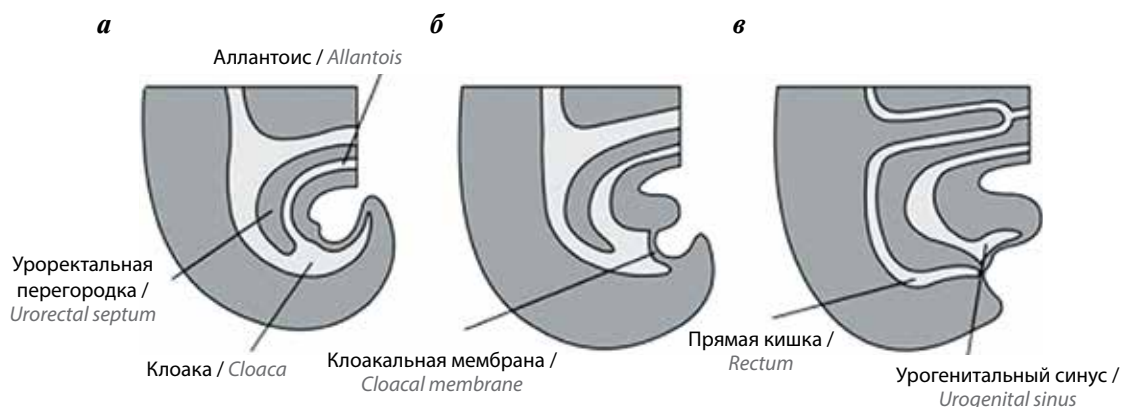 а
б
в
Аллантоис / Allantois
Уроректальная
перегородка /
Urorectal septum
Клоака / Cloaca
Клоакальная мембрана /
Cloacal membrane
Прямая кишка /
Rectum
Урогенитальный синус /
Urogenital sinus